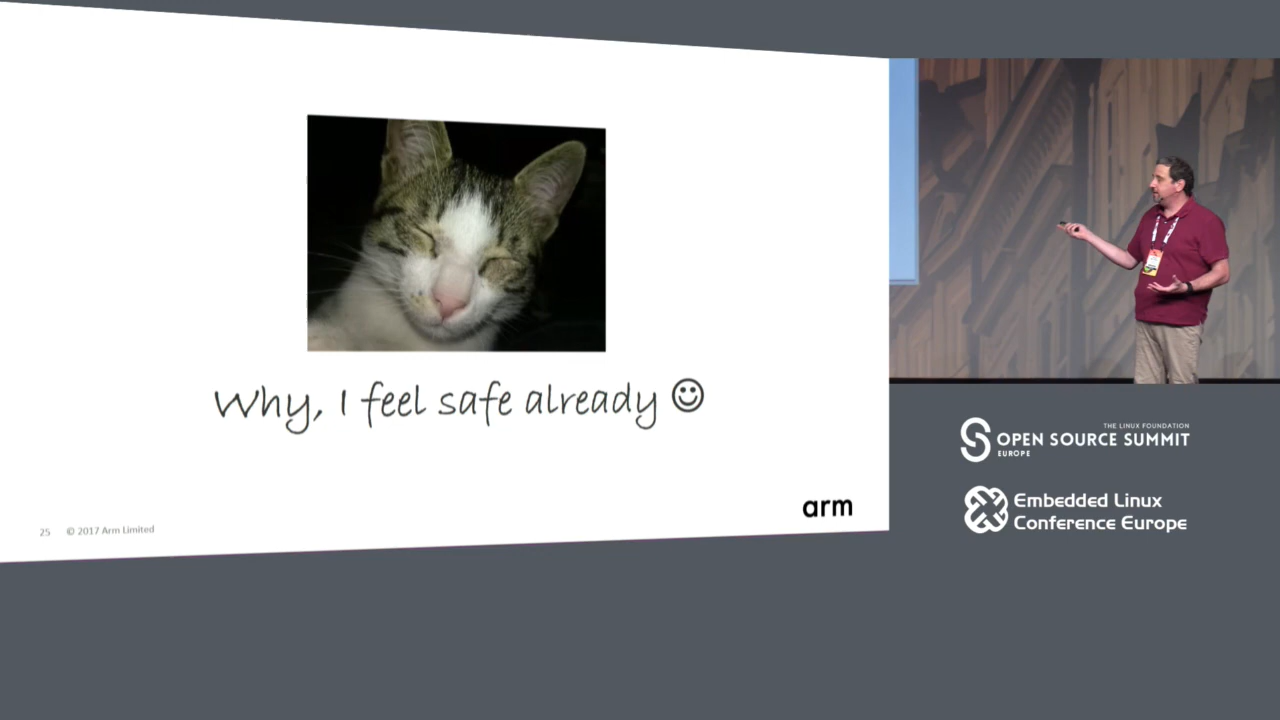 Why, I feel safe already ☺
arm
25 © 2017 Arm Limited
THE LINUX FOUNDATION
OPEN SOURCE SUMMIT
EUROPE
Embedded Linux
Conference Europe